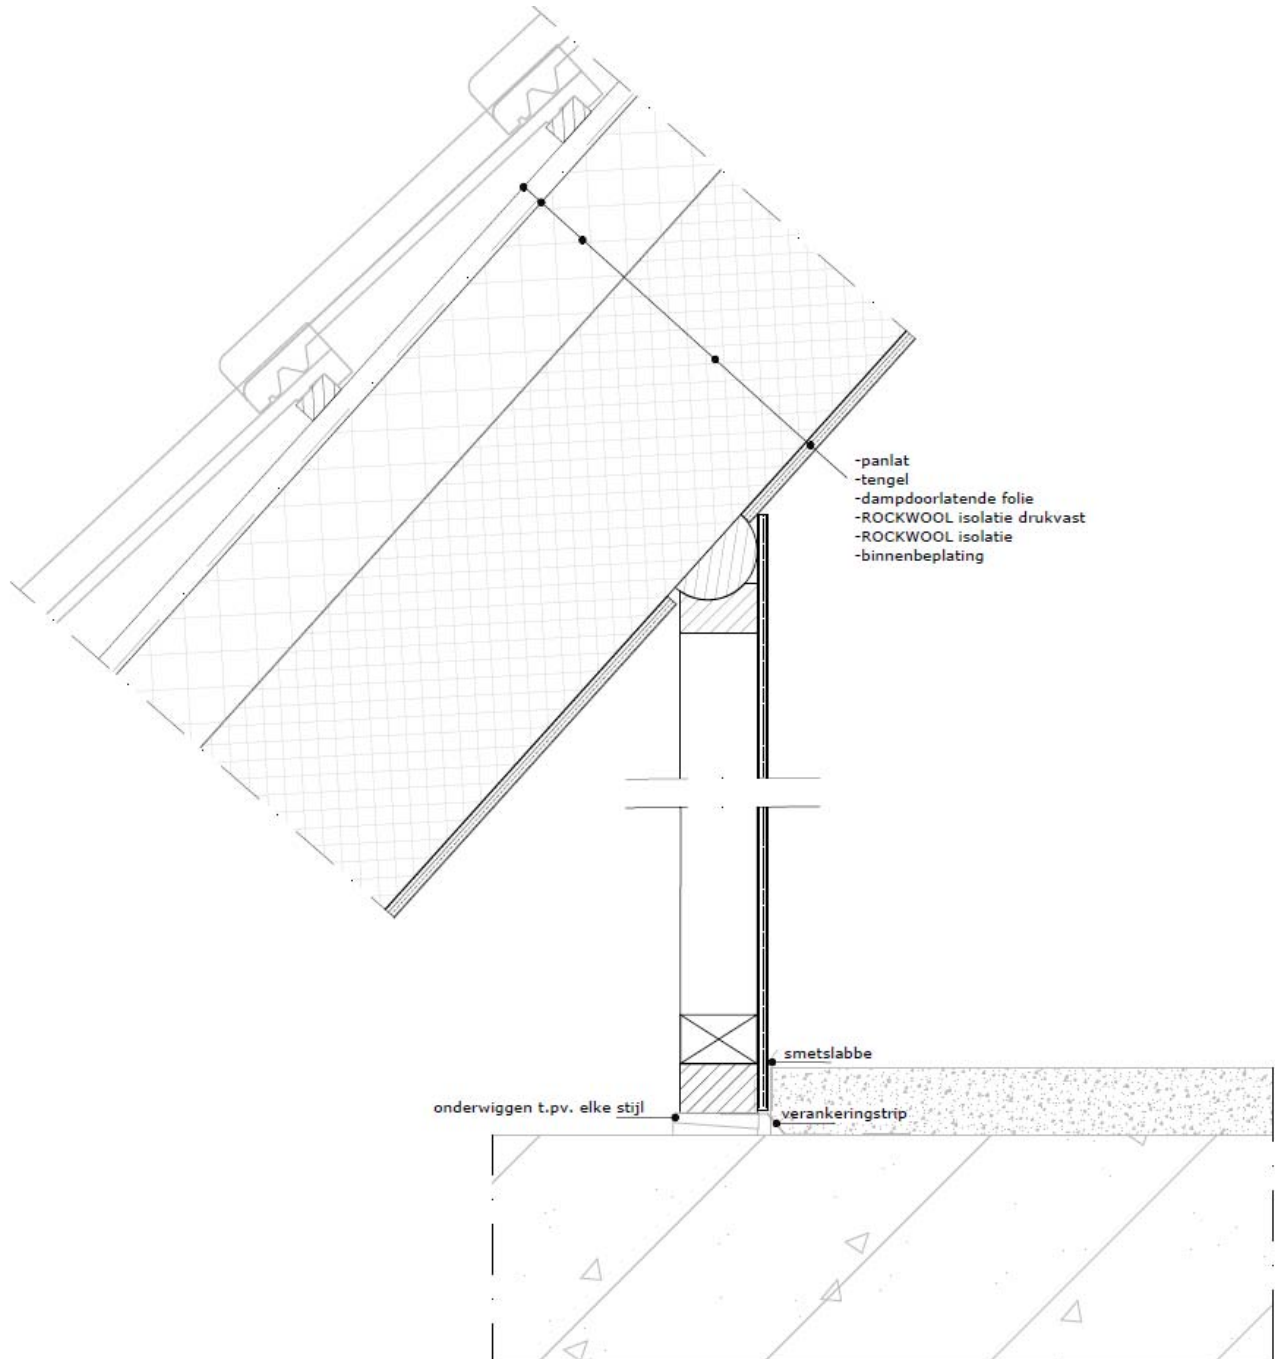 -panlat
-tengel
-dampdoorlatende folie
-ROCKWOOL isolatie drukvast
-ROCKWOOL isolatie
-binnenbeplating
smetslabbe
onderwiggen t.pv. elke stijl
verankeringstrip